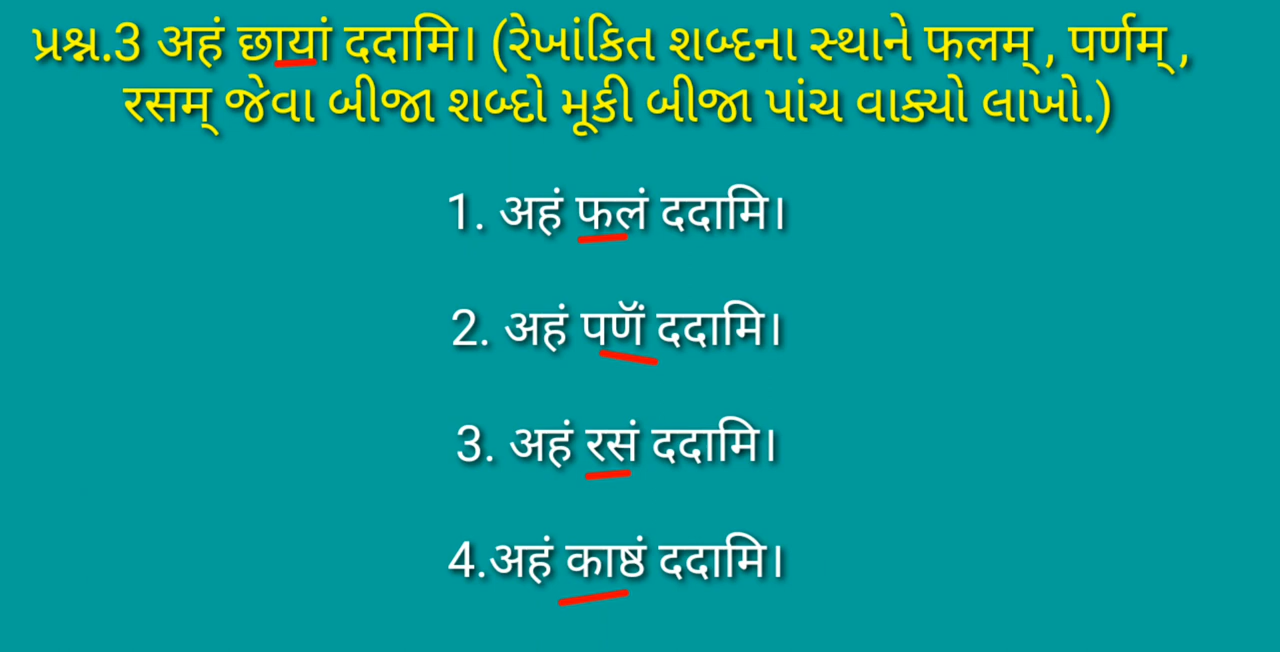 પ્રશ્ન.3 अहं छायां ददामि। (રેખાંકિત શબ્દના સ્થાને फलम् , पर्णम् ,
रसम् જેવા બીજા શબ્દો મૂકી બીજા પાંચ વાક્યો લાખો.)
1. अहं फलं ददामि।
2. अहं पणॅं ददामि।
3. अहं रसं ददामि।
4.अहं काष्ठं ददामि।